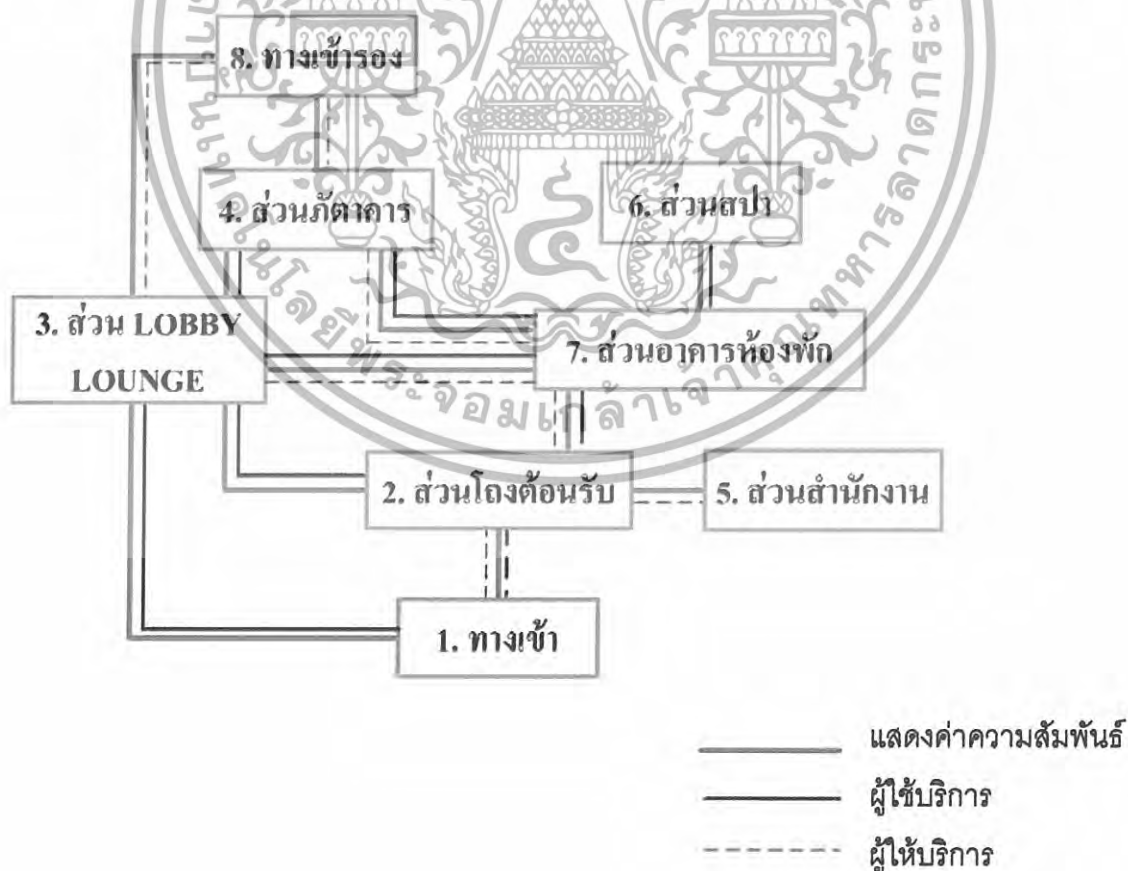 8. ทางเข้ารอง
4. ส่วนภัตาคาร
6. ส่วนสปา
3. ส่วน LOBBY
LOUNGE
7. ส่วนอาคารห้องพัก
2. ส่วนโถงต้อนรับ
5. ส่วนสำนักงาน
1. ทางเข้า
แสดงค่าความสัมพันธ์
ผู้ใช้บริการ
ผู้ให้บริการ